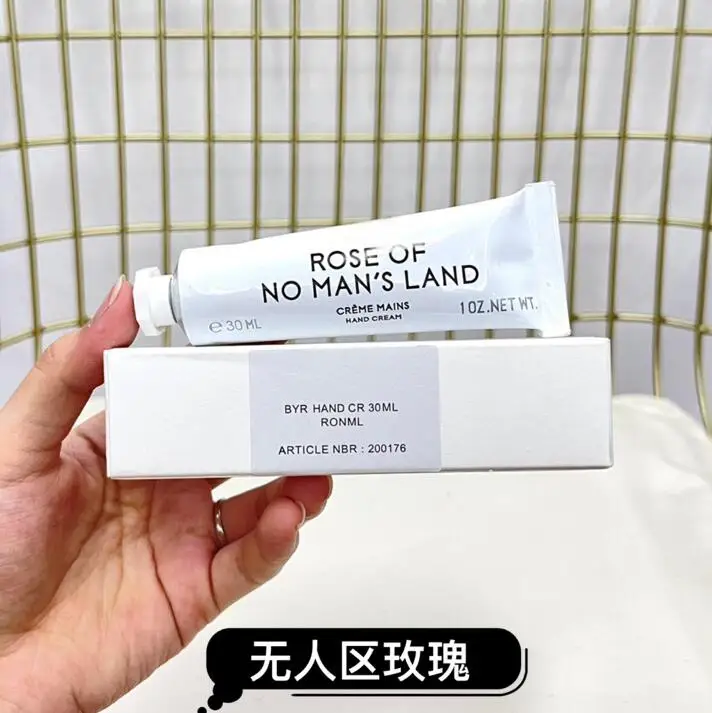 ROSE OF
NO MAN'S LAND
CRÈME MAINS
HAND CREAM
℮ 30 ML
1 OZ. NET WT.
BYR HAND CR 30ML
RONML
ARTICLE NBR : 200176
无人区玫瑰